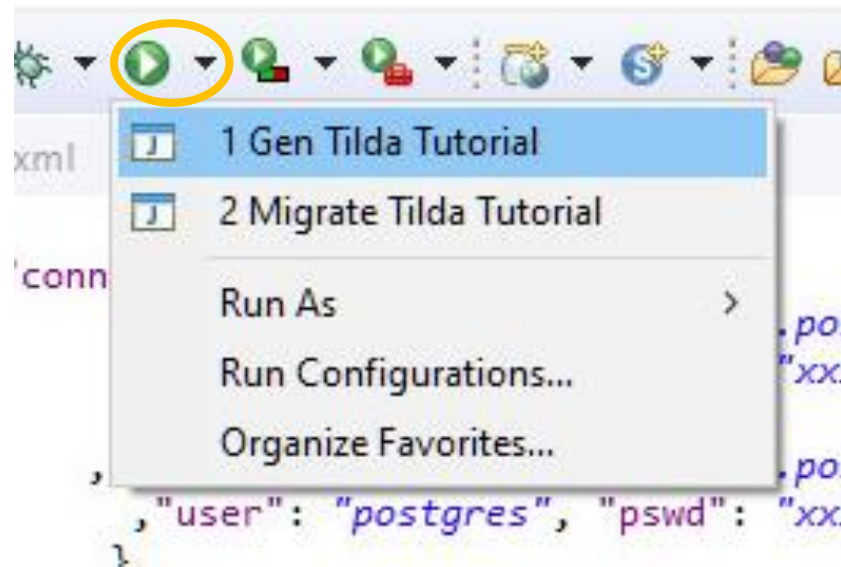 xml
1 Gen Tilda Tutorial
2 Migrate Tilda Tutorial
"conn
Run As >
.po
Run Configurations...
"xx
Organize Favorites...
,
.po
,"user": "postgres", "pswd": "xx
}